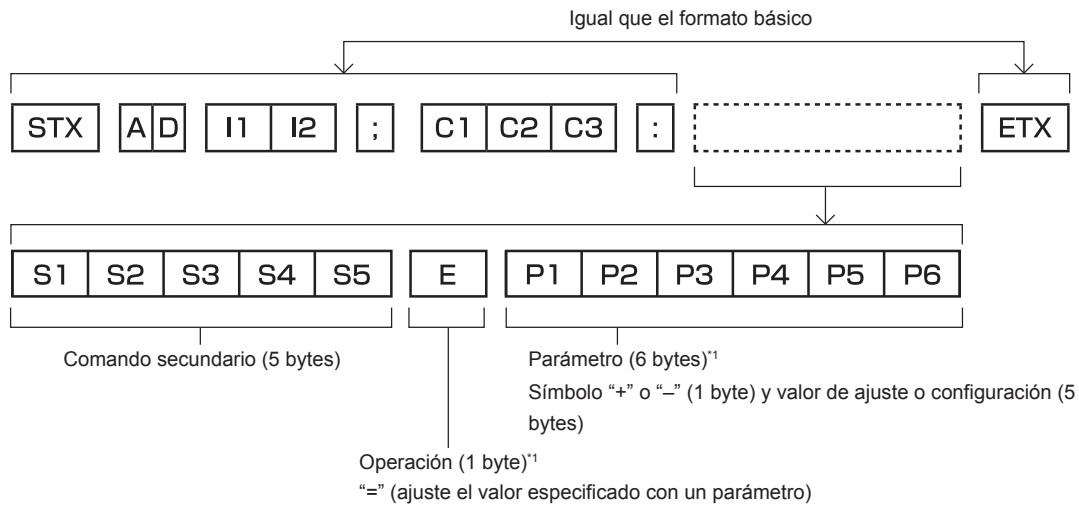 Igual que el formato básico
STX A D I1 I2 ; C1 C2 C3 : ETX
S1 S2 S3 S4 S5 E P1 P2 P3 P4 P5 P6
Comando secundario (5 bytes)
Parámetro (6 bytes)*1
Símbolo “+” o “–” (1 byte) y valor de ajuste o configuración (5
bytes)
Operación (1 byte)*1
“=” (ajuste el valor especificado con un parámetro)